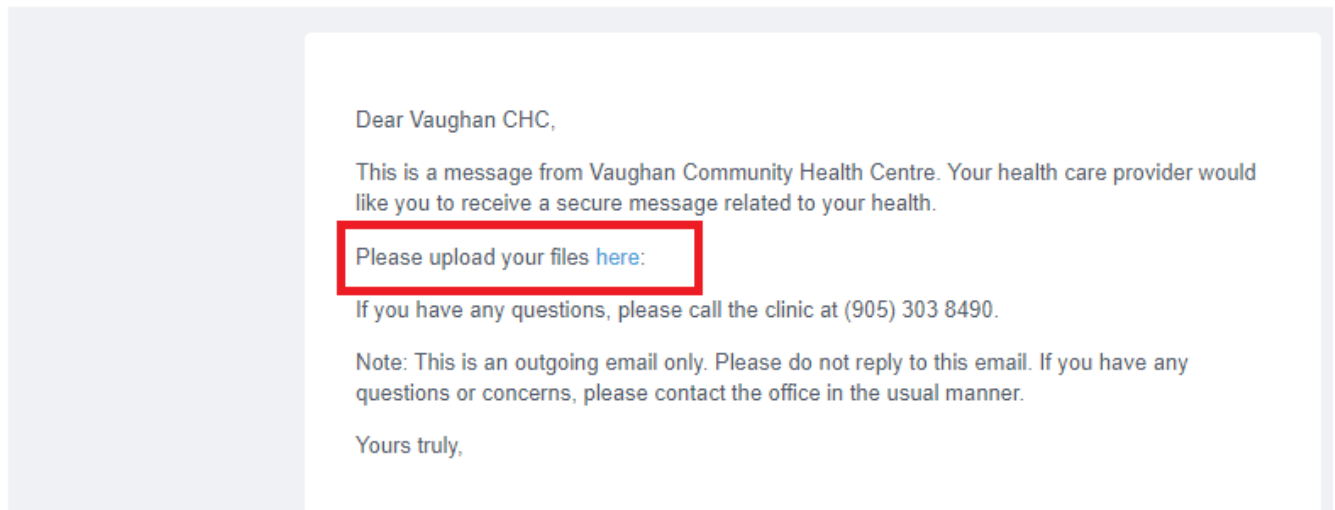 Dear Vaughan CHC,
This is a message from Vaughan Community Health Centre. Your health care provider would
like you to receive a secure message related to your health.
Please upload your files here:
If you have any questions, please call the clinic at (905) 303 8490.
Note: This is an outgoing email only. Please do not reply to this email. If you have any
questions or concerns, please contact the office in the usual manner.
Yours truly,